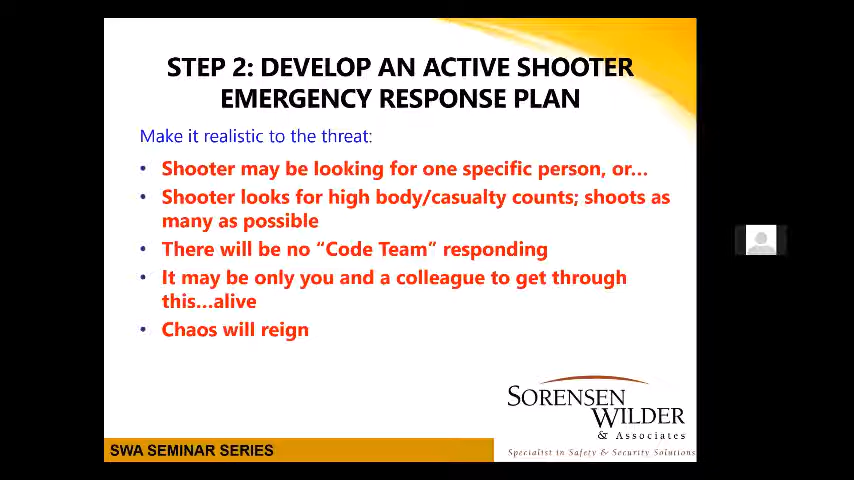 STEP 2: DEVELOP AN ACTIVE SHOOTER
EMERGENCY RESPONSE PLAN
Make it realistic to the threat:
• Shooter may be looking for one specific person, or…
• Shooter looks for high body/casualty counts; shoots as
many as possible
• There will be no “Code Team” responding
• It may be only you and a colleague to get through
this…alive
• Chaos will reign
SORENSEN
WILDER
& Associates
Specialist in Safety & Security Solutions
SWA SEMINAR SERIES